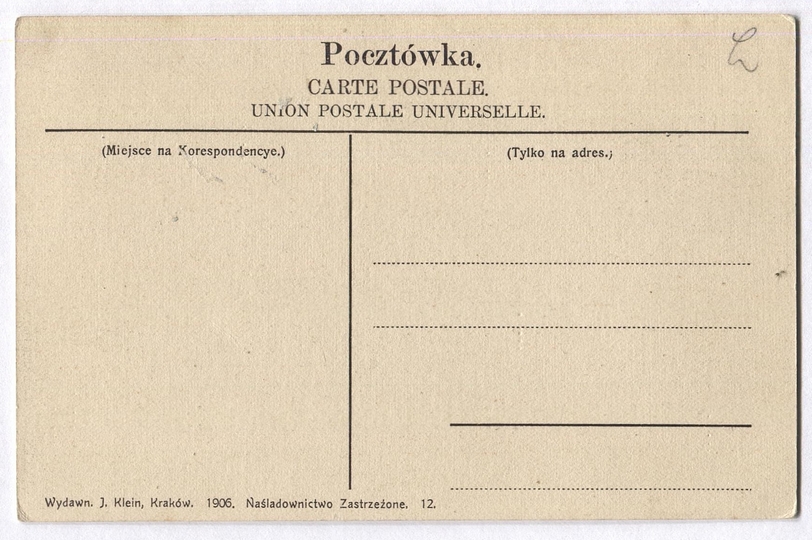 Pocztówka.
CARTE POSTALE.
UNION POSTALE UNIVERSELLE.
(Miejsce na Korespondencye.)
(Tylko na adres.)
Wydawn. J. Klein, Kraków. 1906. Naśladownictwo Zastrzeżone. 12.